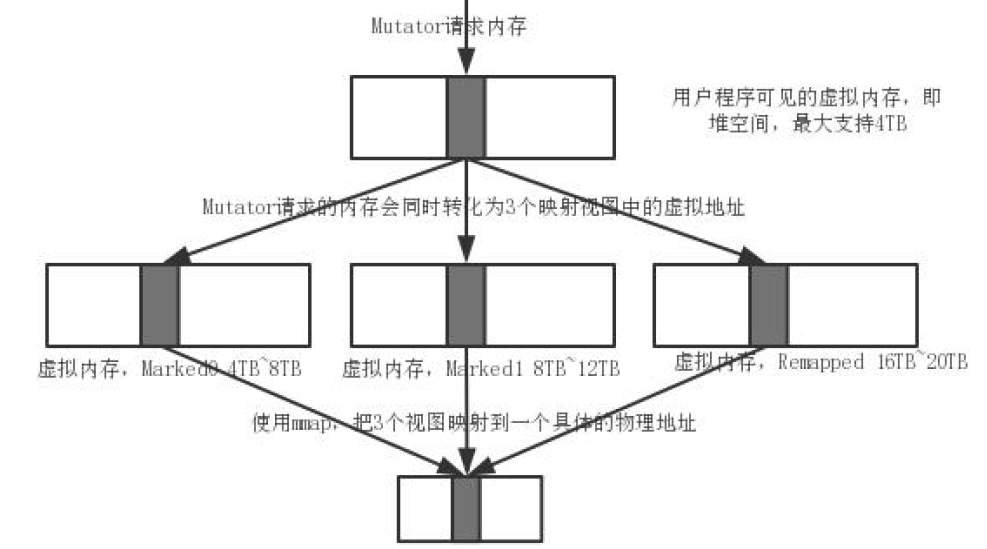 Mutator请求内存
用户程序可见的虚拟内存，即
堆空间，最大支持4TB
Mutator请求的内存会同时转化为3个映射视图中的虚拟地址
虚拟内存，Marked0 4TB~8TB
虚拟内存，Marked1 8TB~12TB
虚拟内存，Remapped 16TB~20TB
使用mmap，把3个视图映射到一个具体的物理地址